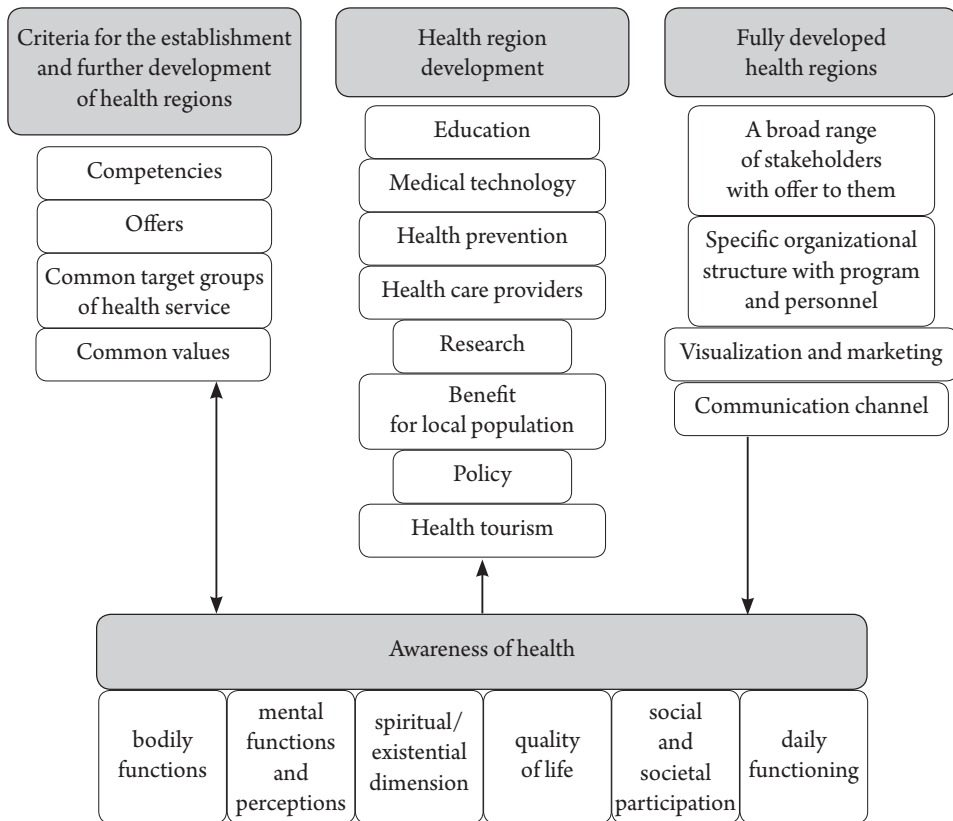 Criteria for the establishment
and further development
of health regions
Competencies
Offers
Common target groups
of health service
Common values
Health region
development
Education
Medical technology
Health prevention
Health care providers
Research
Benefit
for local population
Policy
Health tourism
Fully developed
health regions
A broad range
of stakeholders
with offer to them
Specific organizational
structure with program
and personnel
Visualization and marketing
Communication channel
Awareness of health
bodily
functions
mental
functions
and
perceptions
spiritual/
existential
dimension
quality
of life
social
and
societal
participation
daily
functioning